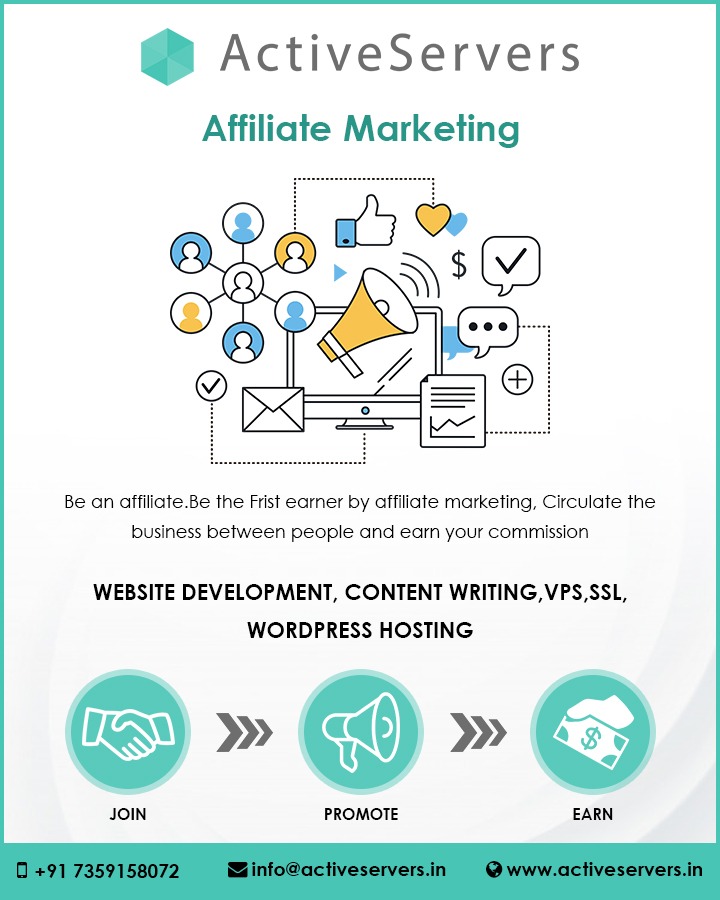 ActiveServers
Affiliate Marketing
$
Be an affiliate.Be the Frist earner by affiliate marketing, Circulate the
business between people and earn your commission
WEBSITE DEVELOPMENT, CONTENT WRITING,VPS,SSL,
WORDPRESS HOSTING
$
JOIN PROMOTE EARN
+91 7359158072 info@activeservers.in www.activeservers.in